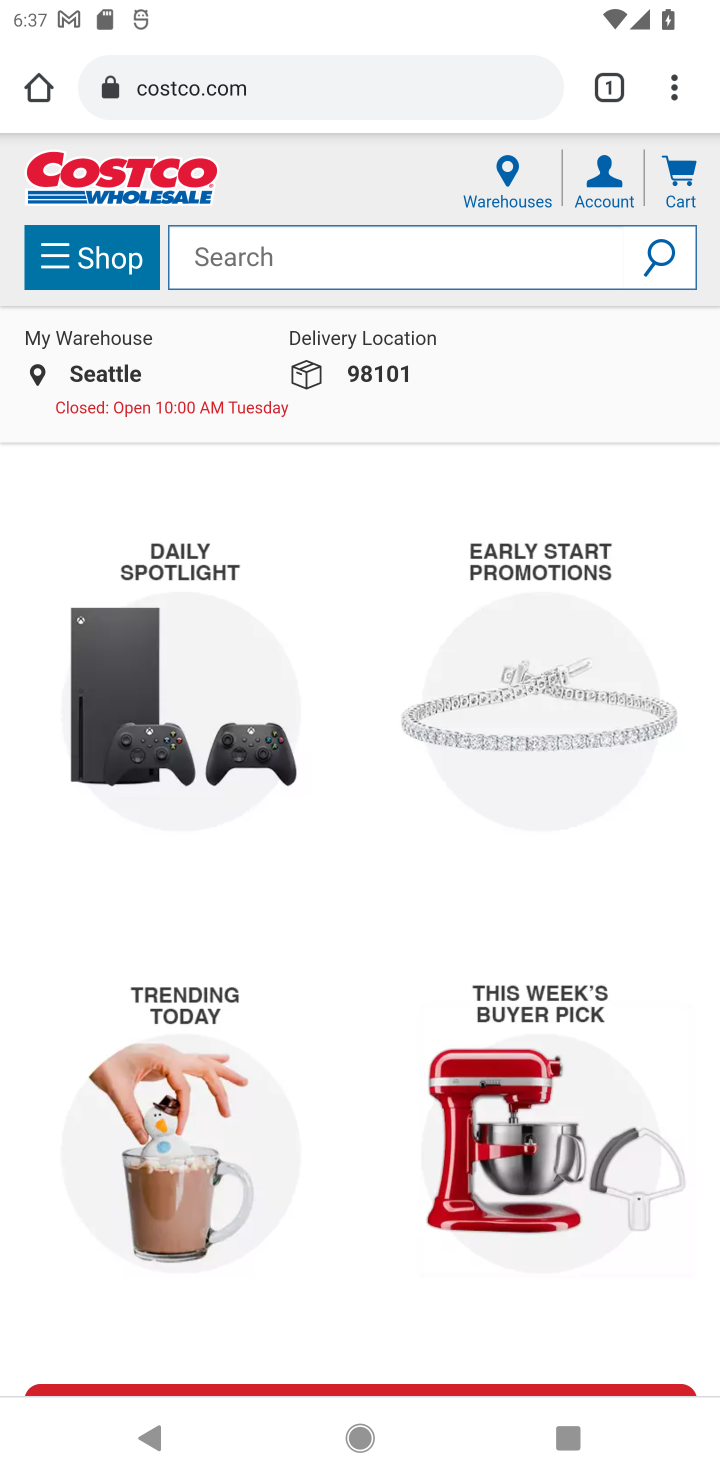 6:37
costco.com
1
COSTCO
WHOLESALE
Warehouses
Account
Cart
Shop
Search
My Warehouse
Seattle
Closed: Open 10:00 AM Tuesday
Delivery Location
98101
DAILY
SPOTLIGHT
EARLY START
PROMOTIONS
TRENDING
TODAY
THIS WEEK'S
BUYER PICK